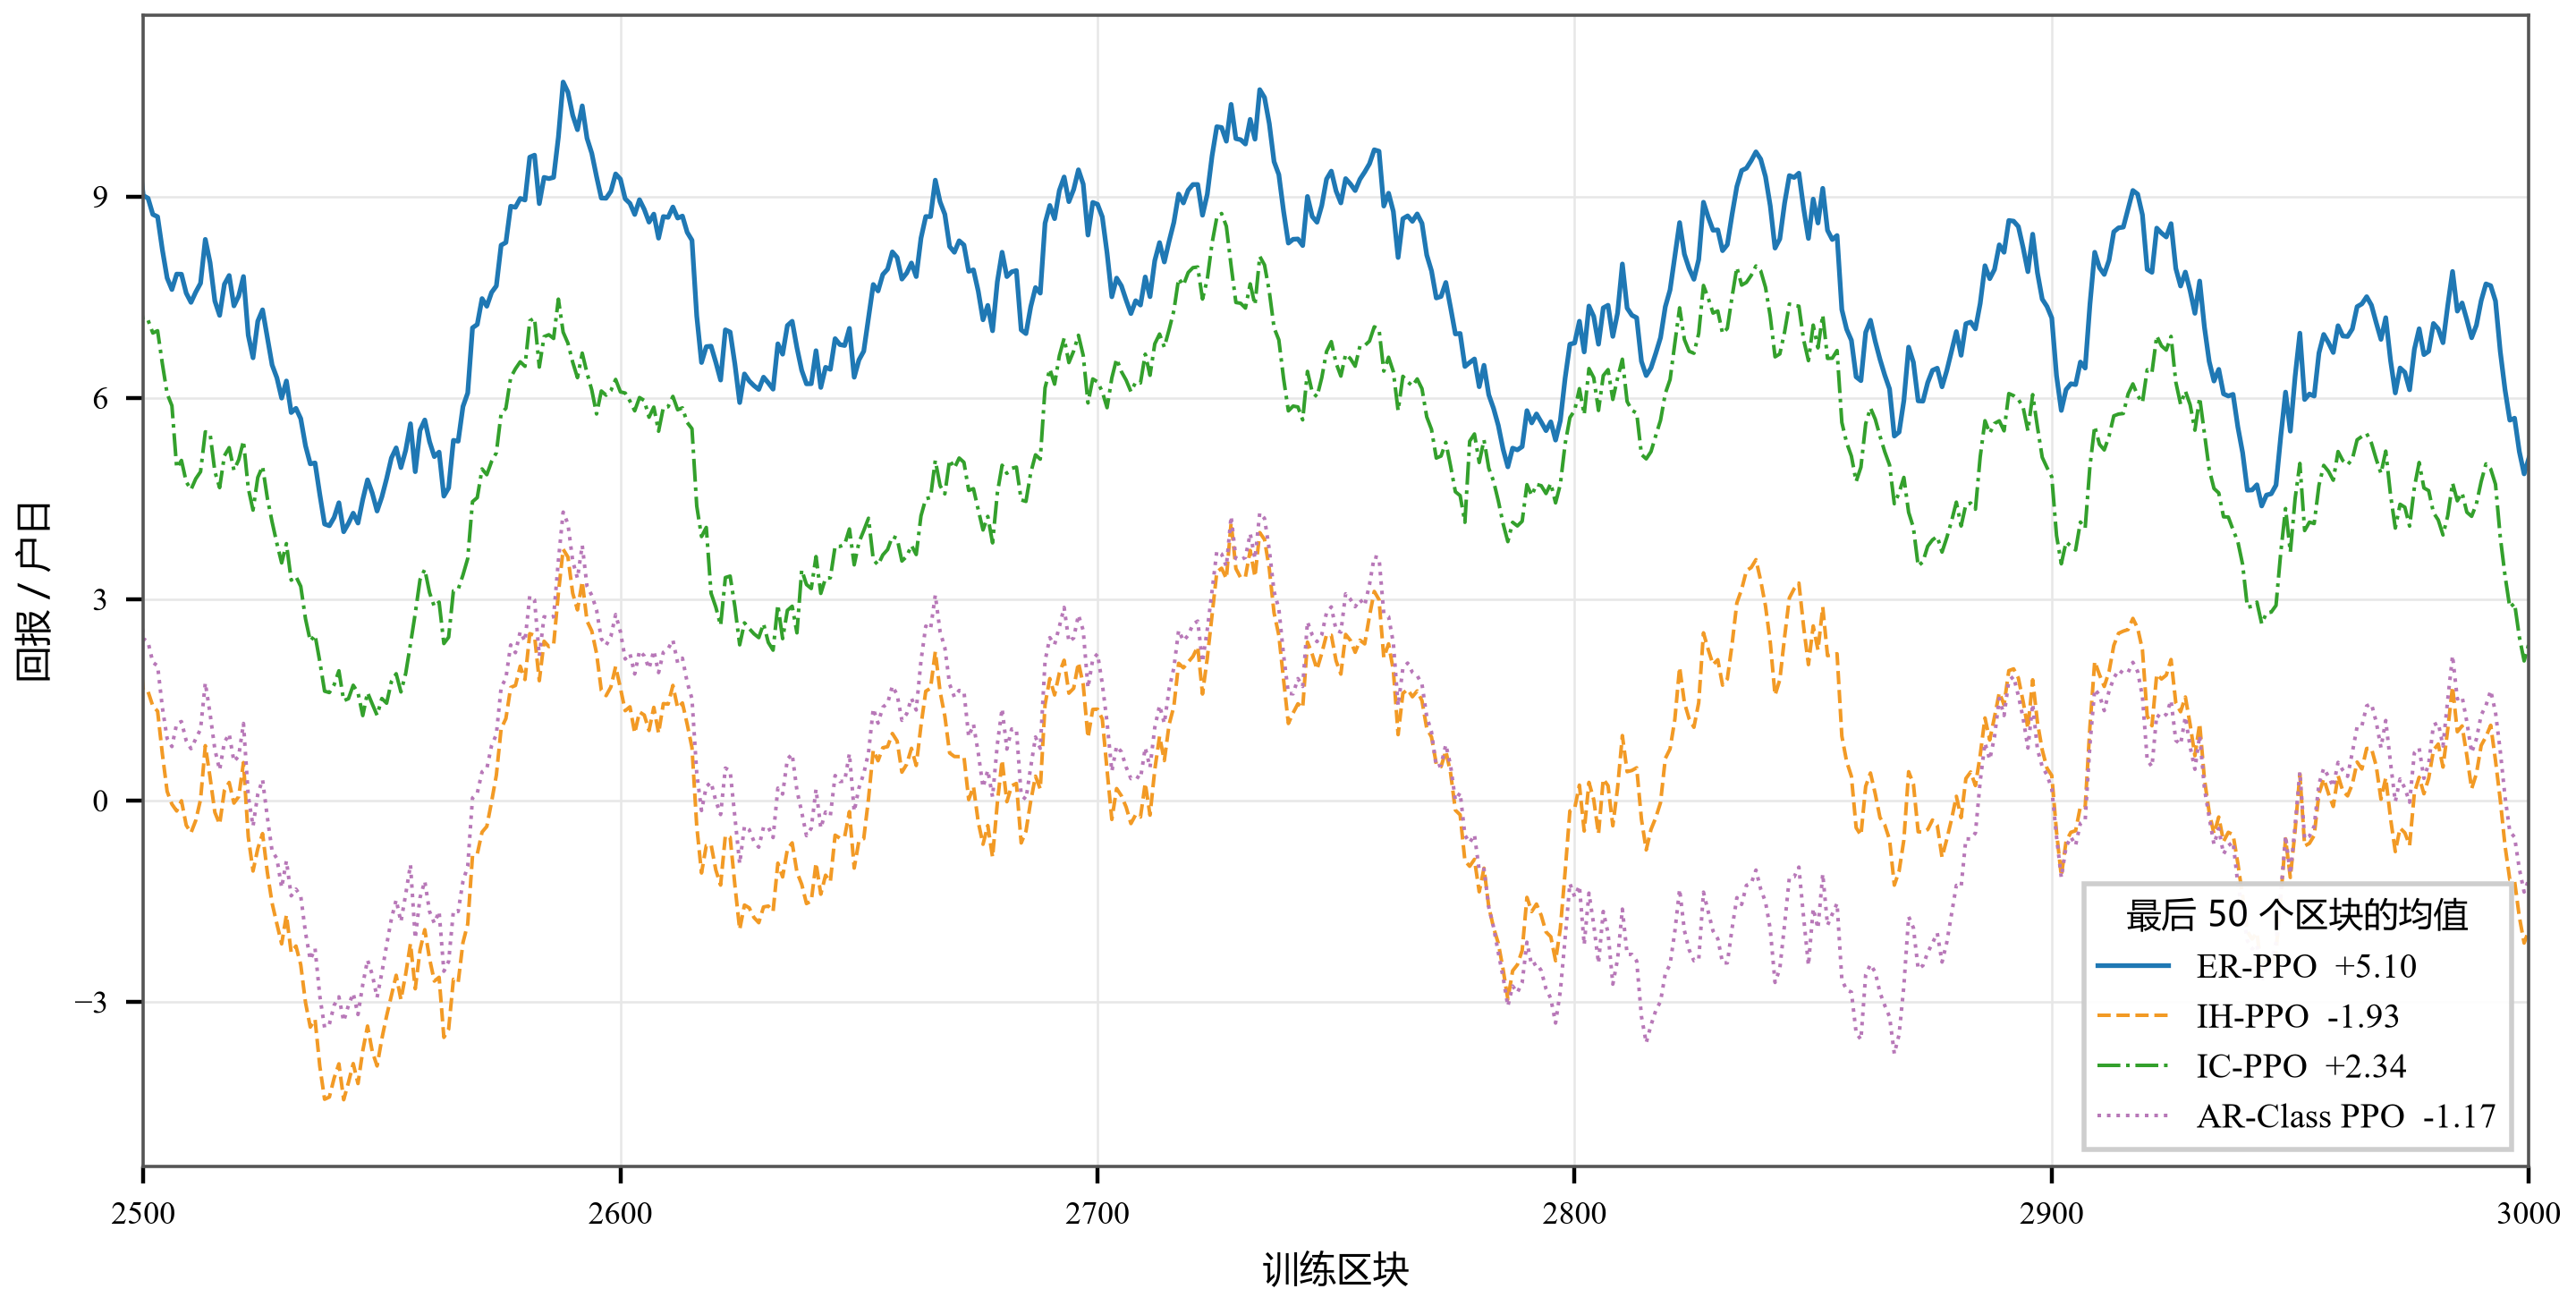 回报 / 户日
9
6
3
0
−3
2500 2600 2700 2800 2900 3000
训练区块
最后 50 个区块的均值
ER-PPO +5.10
IH-PPO -1.93
IC-PPO +2.34
AR-Class PPO -1.17